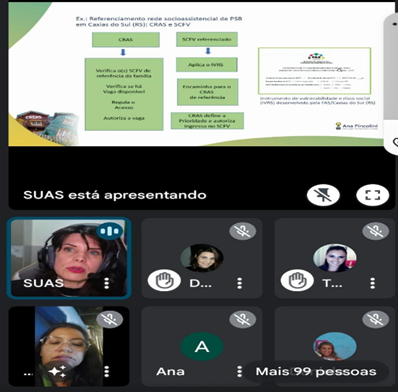 Ex.: Referenciamento rede socioassistencial de PSB
em Caxias do Sul (RS): CRAS e SCFV
CRAS
Verifica o(s) SCFV de
referência da família
Verifica se há
Vaga disponível
Regula o
Acesso
Autoriza a vaga
SCFV referenciado
Aplica o IVRS
Encaminha para o
CRAS
de referência
CRAS define a
Prioridade e autoriza
ingresso no SCFV
Instrumento de vulnerabilidade e risco social
(IVRS) desenvolvido pela FAS/Caxias do Sul (RS)
Ana Pincolini
SUAS está apresentando
SUAS
D...
T...
...
Ana
A
Mais 99 pessoas